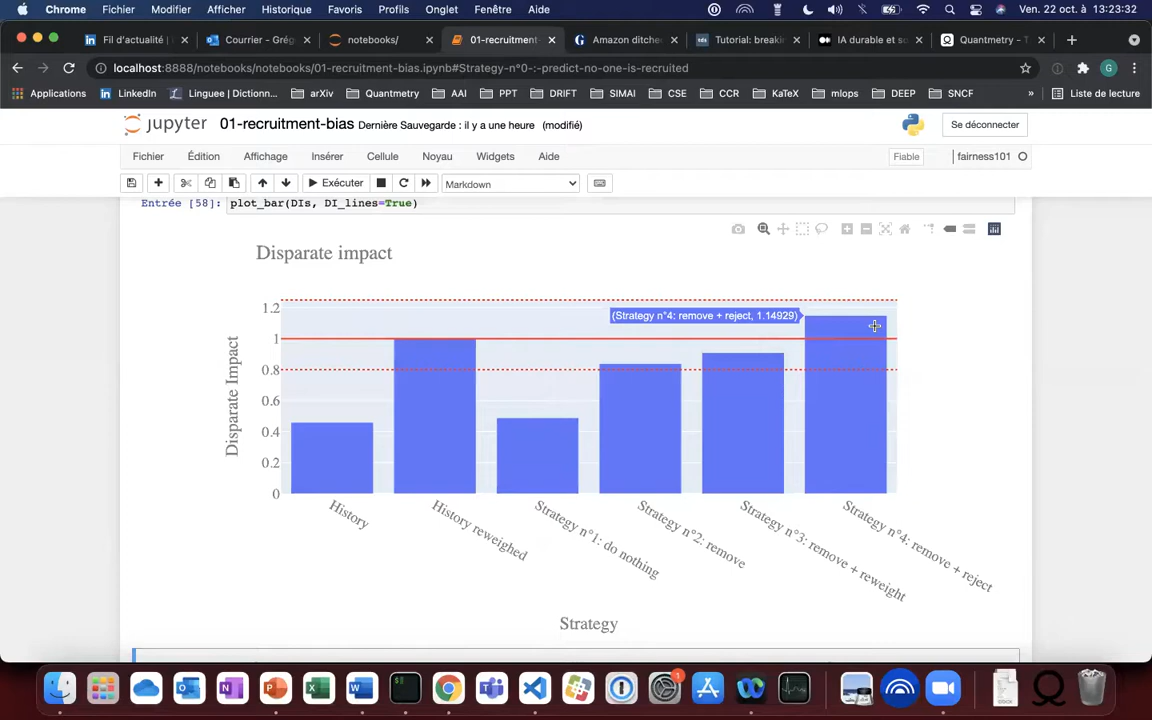 Chrome Fichier Modifier Afficher Historique Favoris Profils Onglet Fenêtre Aide Ven. 22 oct. à 13:23:32
Fil d'actualité | Courrier - Grég notebooks/ 01-recruitment- Amazon ditche Tutorial: breaki IA durable et so Quantmetry - T
localhost:8888/notebooks/notebooks/01-recruitment-bias.ipynb#Strategy-n°0-:-predict-no-one-is-recruited
Applications LinkedIn Linguee | Dictionn... arXiv Quantmetry AAI PPT DRIFT SIMAI CSE CCR KaTeX mlops DEEP SNCF » Liste de lecture
jupyter 01-recruitment-bias Dernière Sauvegarde : il y a une heure (modifié) Se déconnecter
Fichier Édition Affichage Insérer Cellule Noyau Widgets Aide Fiable fairness101
Exécuter Markdown
Entrée [58]: plot_bar(DIs, DI_lines=True)
Disparate impact
Disparate Impact
1.2
1
0.8
0.6
0.4
0.2
0
(Strategy n°4: remove + reject, 1.14929)
History
History reweighed
Strategy n°1: do nothing
Strategy n°2: remove
Strategy n°3: remove + reweight
Strategy n°4: remove + reject
Strategy